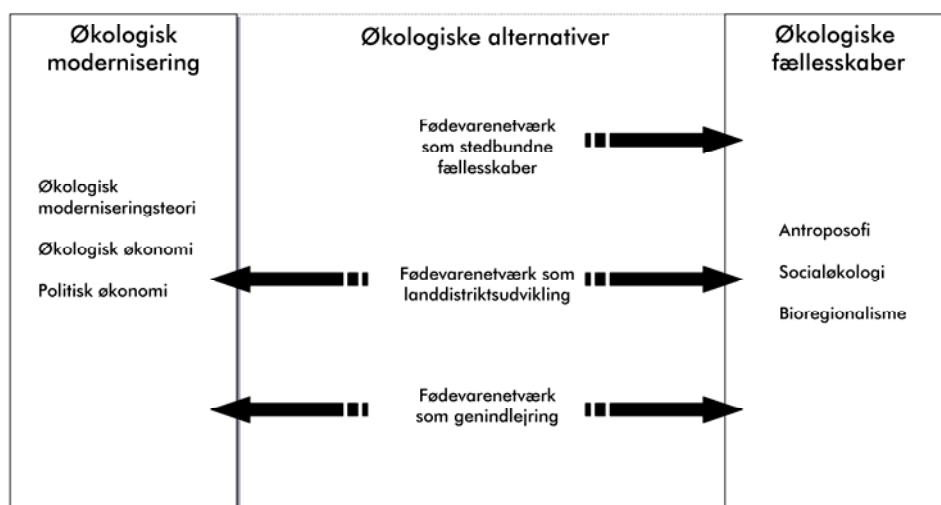 Økologisk
modernisering
Økologisk
moderniseringsteori
Økologisk økonomi
Politisk økonomi
Økologiske alternativer
Fødevarenetværk
som stedbundne
fællesskaber
Fødevarenetværk som
landdistriktsudvikling
Fødevarenetværk
som genindlejring
Økologiske
fællesskaber
Antroposofi
Socialøkologi
Bioregionalisme